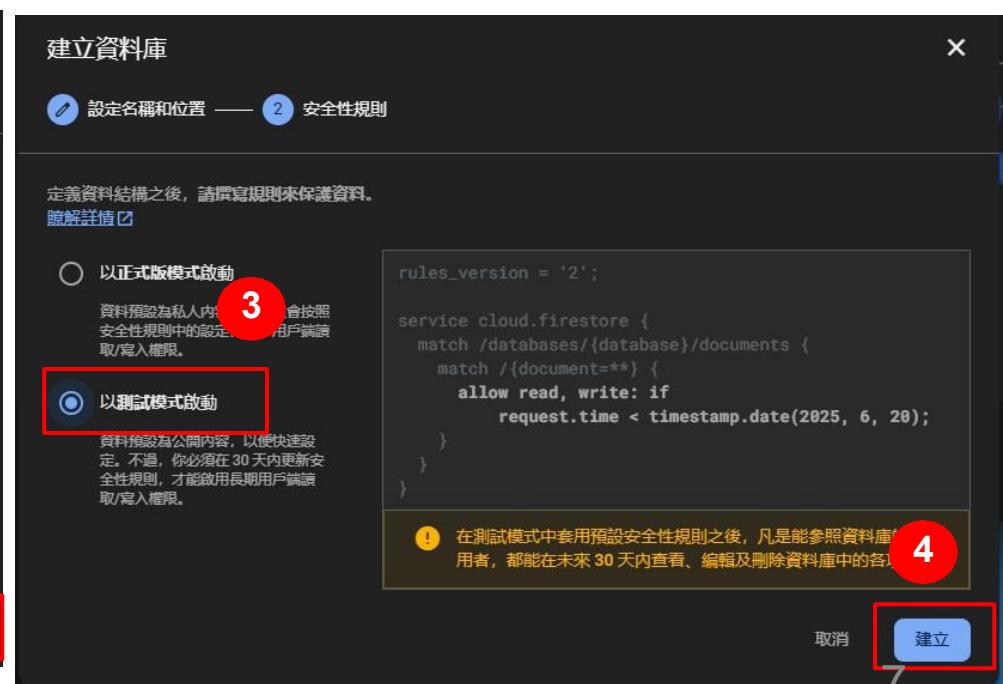 建立資料庫
設定名稱和位置 2 安全性規則
定義資料結構之後，請撰寫規則來保護資料。
瞭解詳情
以正式版模式啟動
資料預設為私人內 會按照
安全性規則中的設定 用戶端讀
取/寫入權限。
3
以測試模式啟動
資料預設為公開內容，以便快速設
定。不過，你必須在 30 天內更新安
全性規則，才能啟用長期用戶端讀
取/寫入權限。
rules_version = '2';
service cloud.firestore {
match /databases/{database}/documents {
match /{document=**} {
allow read, write: if
request.time < timestamp.date(2025, 6, 20);
}
}
}
在測試模式中套用預設安全性規則之後，凡是能參照資料庫
用者，都能在未來 30 天內查看、編輯及刪除資料庫中的各
4
取消 建立
7